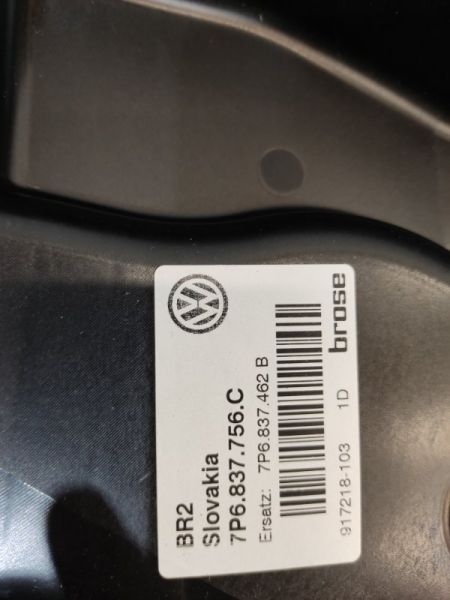 BR2
Slovakia
7P6.837.756.C
Ersatz: 7P6.837.462 B
917218-103 1D
brose